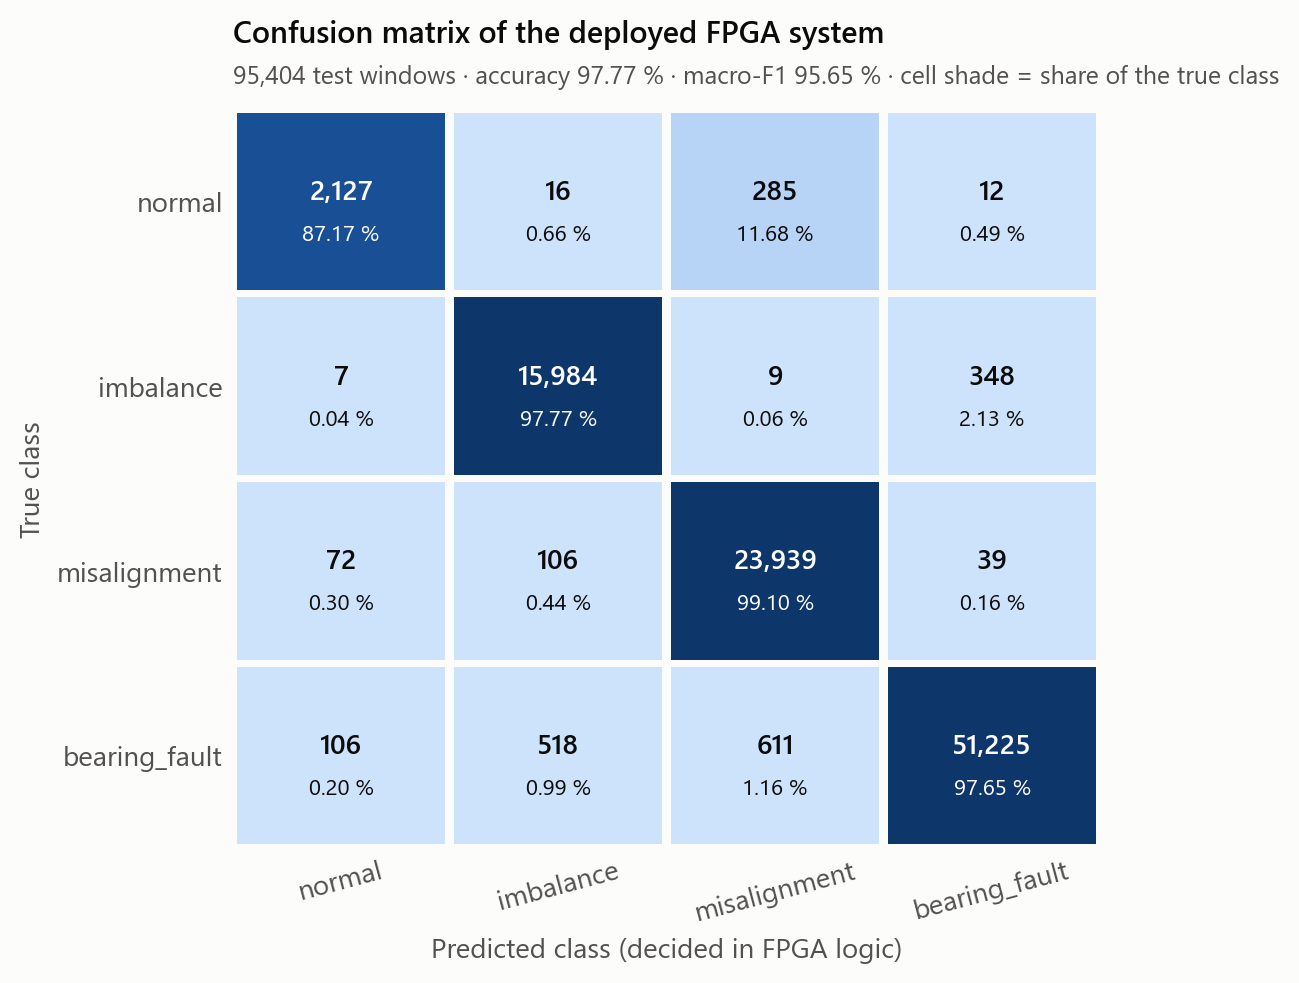 Confusion matrix of the deployed FPGA system
95,404 test windows · accuracy 97.77 % · macro-F1 95.65 % · cell shade = share of the true class
True class
normal
2,127 16 285 12
87.17 % 0.66 % 11.68 % 0.49 %
imbalance
7 15,984 9 348
0.04 % 97.77 % 0.06 % 2.13 %
misalignment
72 106 23,939 39
0.30 % 0.44 % 99.10 % 0.16 %
bearing_fault
106 518 611 51,225
0.20 % 0.99 % 1.16 % 97.65 %
normal imbalance misalignment bearing_fault
Predicted class (decided in FPGA logic)